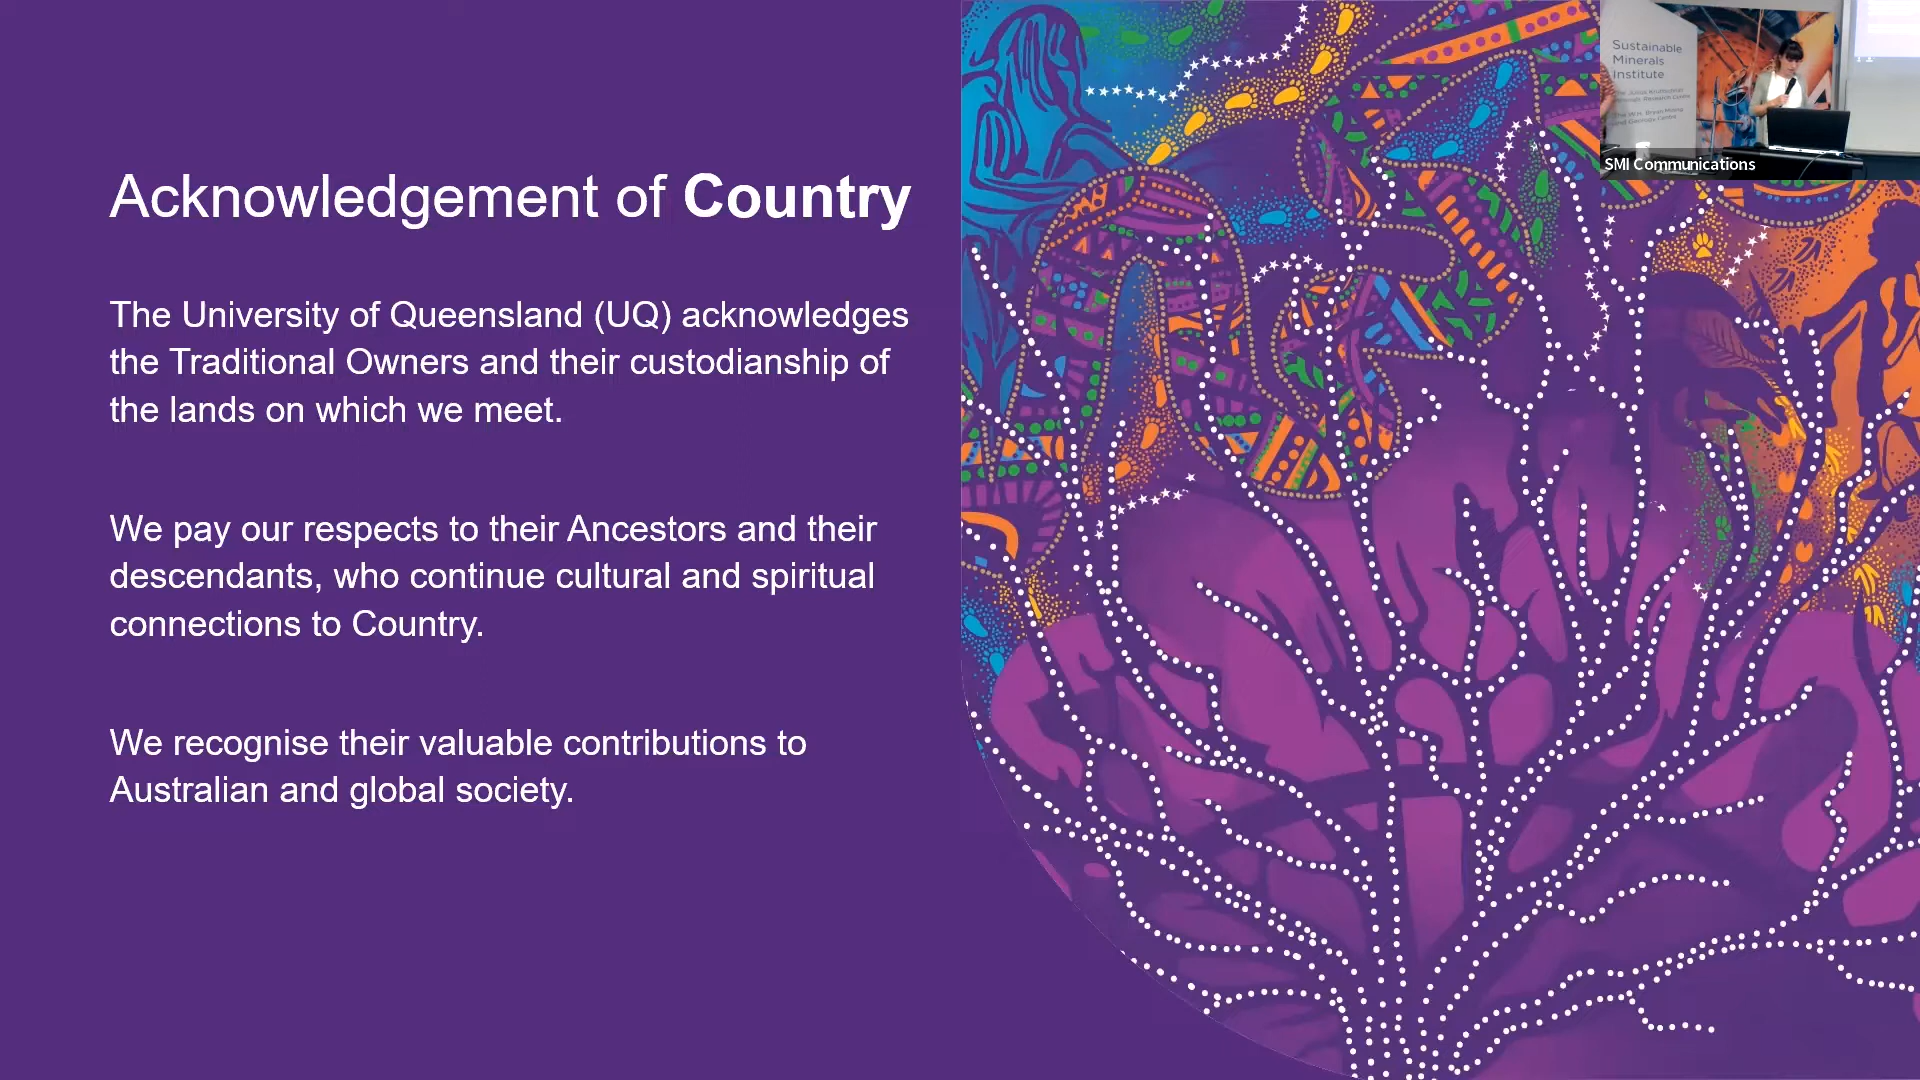 Acknowledgement of Country
The University of Queensland (UQ) acknowledges
the Traditional Owners and their custodianship of
the lands on which we meet.
We pay our respects to their Ancestors and their
descendants, who continue cultural and spiritual
connections to Country.
We recognise their valuable contributions to
Australian and global society.
Sustainable
Minerals
Institute
SMI Communications